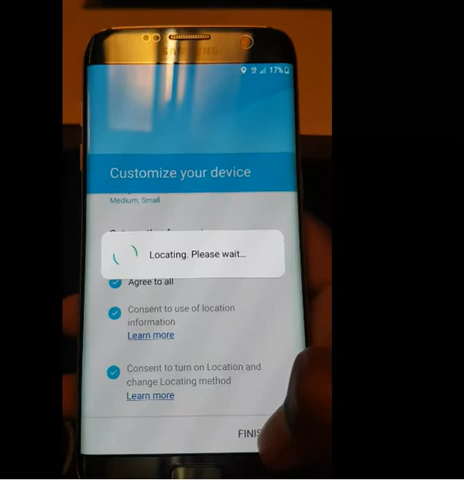 SAMSUNG
17%
Customize your device
Medium, Small
Locating. Please wait...
Agree to all
Consent to use of location
information
Learn more
Consent to turn on Location and
change Locating method
Learn more